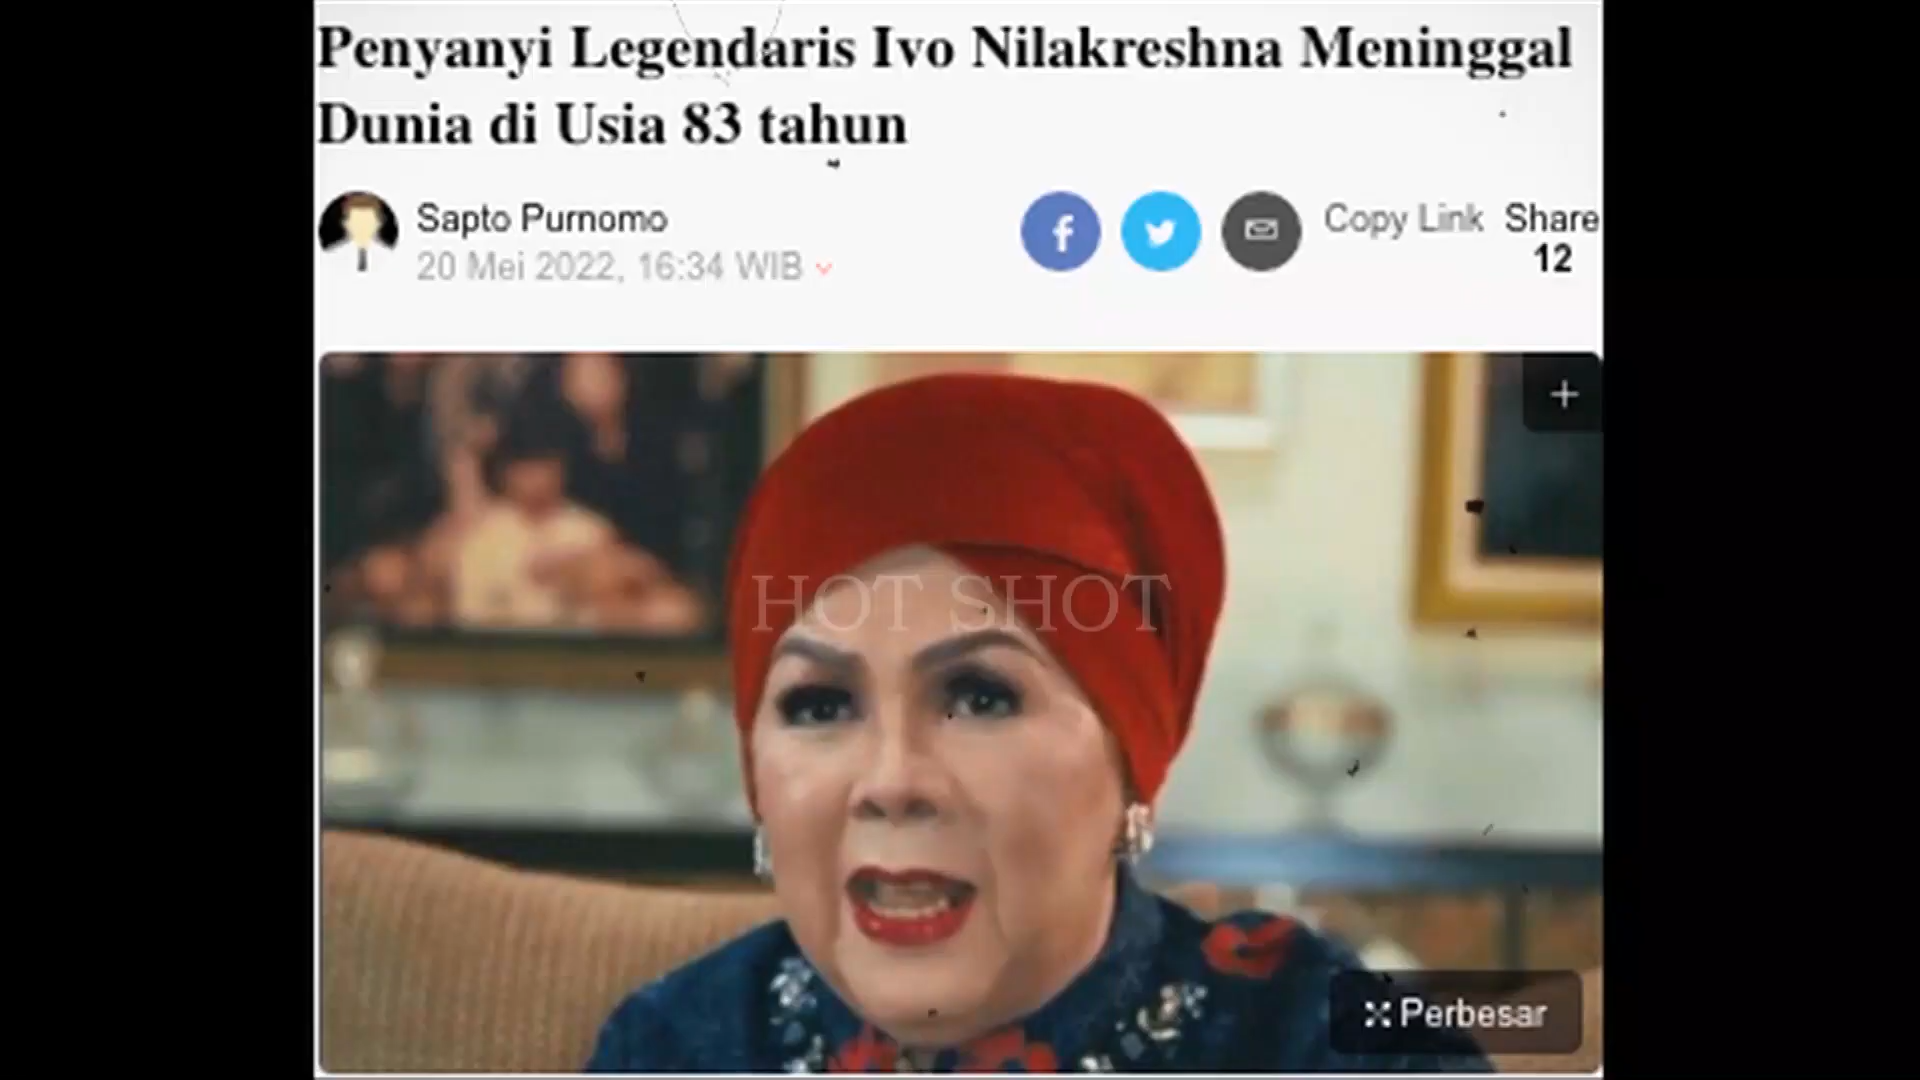 Penyanyi Legendaris Ivo Nilakreshna Meninggal
Dunia di Usia 83 tahun
Sapto Purnomo
20 Mei 2022, 16:34 WIB
Copy Link
Share
12
HOT SHOT
Perbesar